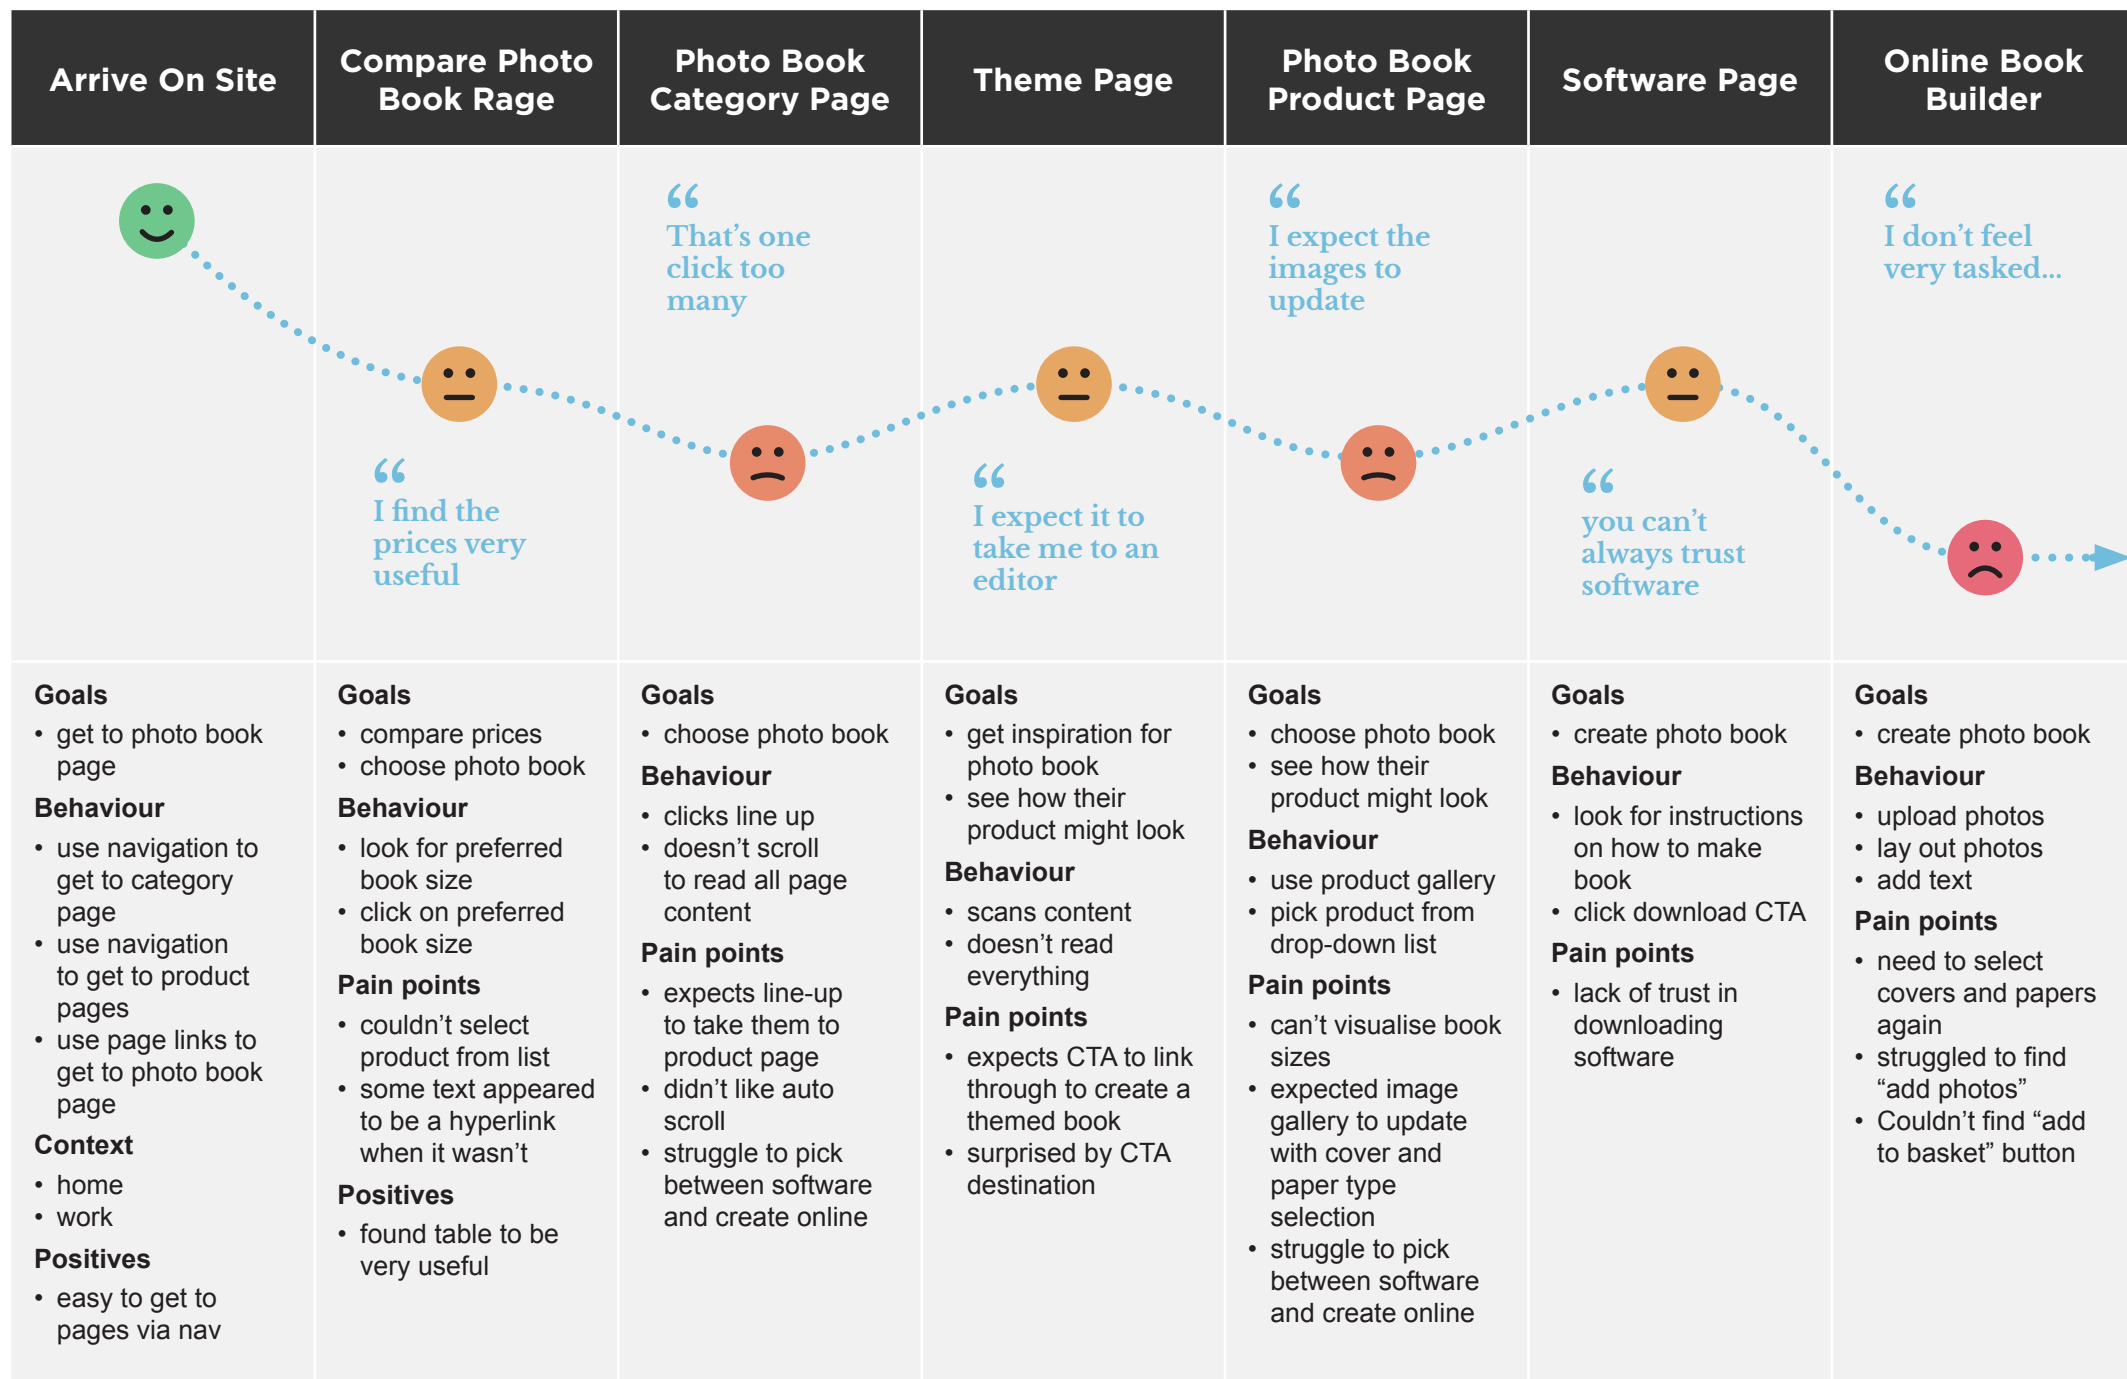 Arrive On Site
Compare Photo
Book Rage
Photo Book
Category Page
Theme Page
Photo Book
Product Page
Software Page
Online Book
Builder
“
I find the
prices very
useful
“
That’s one
click too
many
“
I expect it to
take me to an
editor
“
I expect the
images to
update
“
you can’t
always trust
software
“
I don’t feel
very tasked...
Goals
• get to photo book
page
Behaviour
• use navigation to
get to category
page
• use navigation
to get to product
pages
• use page links to
get to photo book
page
Context
• home
• work
Positives
• easy to get to
pages via nav
Goals
• compare prices
• choose photo book
Behaviour
• look for preferred
book size
• click on preferred
book size
Pain points
• couldn’t select
product from list
• some text appeared
to be a hyperlink
when it wasn’t
Positives
• found table to be
very useful
Goals
• choose photo book
Behaviour
• clicks line up
• doesn’t scroll
to read all page
content
Pain points
• expects line-up
to take them to
product page
• didn’t like auto
scroll
• struggle to pick
between software
and create online
Goals
• get inspiration for
photo book
• see how their
product might look
Behaviour
• scans content
• doesn’t read
everything
Pain points
• expects CTA to link
through to create a
themed book
• surprised by CTA
destination
Goals
• choose photo book
• see how their
product might look
Behaviour
• use product gallery
• pick product from
drop-down list
Pain points
• can’t visualise book
sizes
• expected image
gallery to update
with cover and
paper type
selection
• struggle to pick
between software
and create online
Goals
• create photo book
Behaviour
• look for instructions
on how to make
book
• click download CTA
Pain points
• lack of trust in
downloading
software
Goals
• create photo book
Behaviour
• upload photos
• lay out photos
• add text
Pain points
• need to select
covers and papers
again
• struggled to find
“add photos”
• Couldn’t find “add
to basket” button